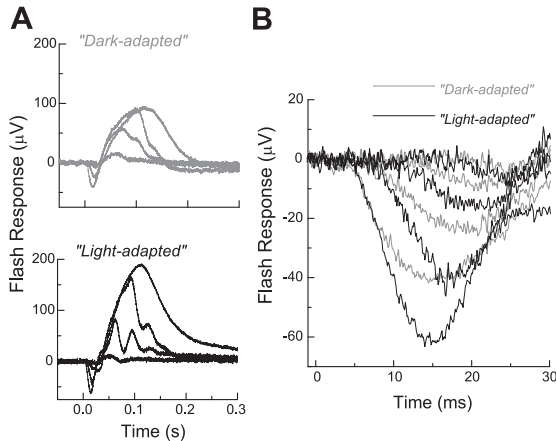 A
"Dark-adapted"
200
100
0
Flash Response (μV)
"Light-adapted"
200
100
0
0.0 0.1 0.2 0.3
Time (s)
B
"Dark-adapted"
"Light-adapted"
20
0
-20
-40
-60
Flash Response (μV)
0 10 20 30
Time (ms)